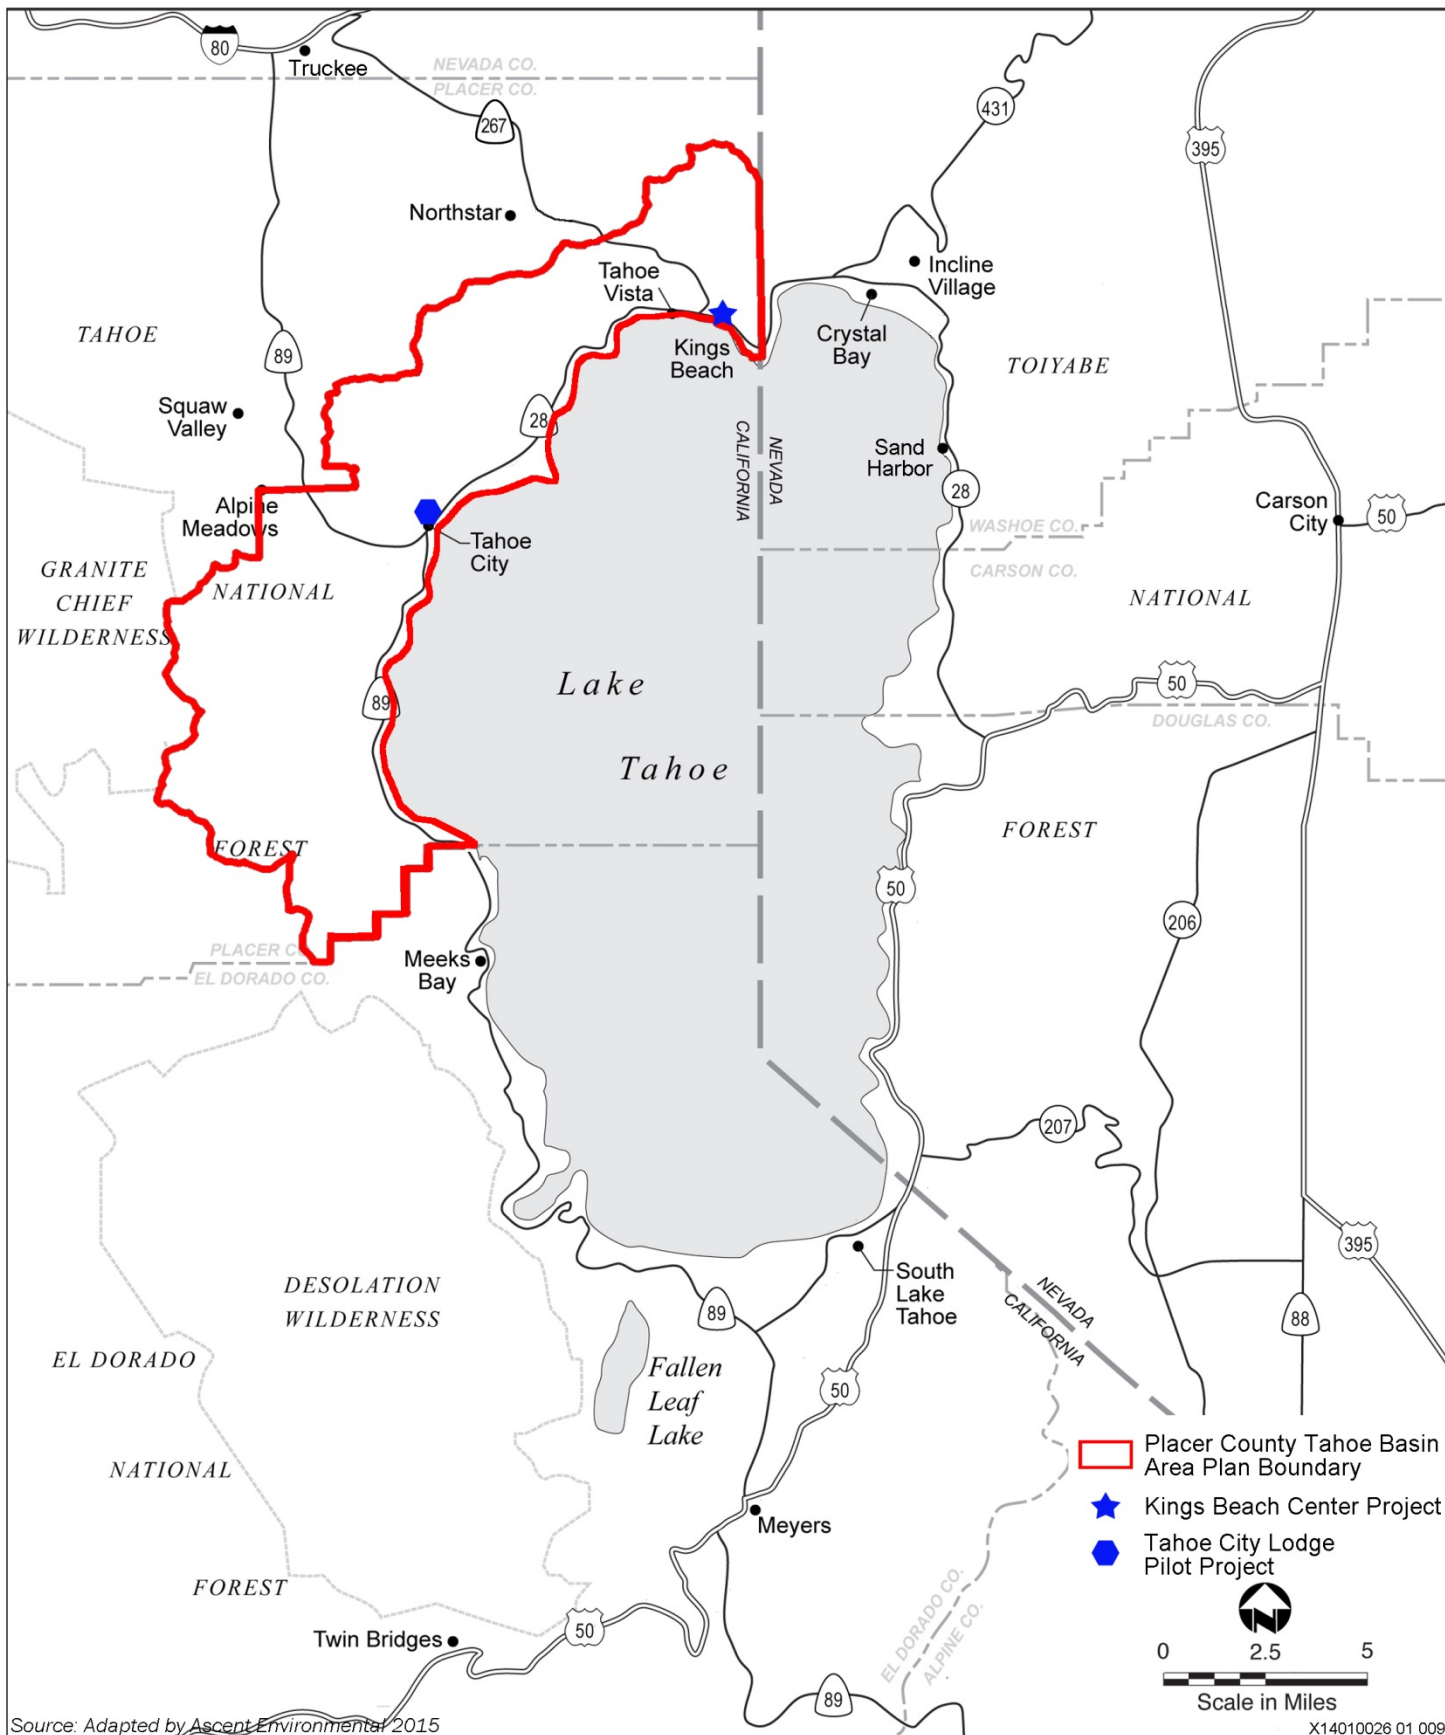 80
Truckee
NEVADA CO.
PLACER CO.
267
431
395
Northstar
Tahoe
Vista
Incline
Village
Crystal
Bay
Kings
Beach
TAHOE
89
TOIYABE
Squaw
Valley
28
CALIFORNIA
NEVADA
Sand
Harbor
28
Alpine
Meadows
Carson
City
50
WASHOE CO.
CARSON CO.
Tahoe
City
GRANITE
CHIEF
WILDERNESS
NATIONAL
NATIONAL
Lake
Tahoe
89
50
DOUGLAS CO.
FOREST
FOREST
50
206
PLACER C
EL DORADO CO.
Meeks
Bay
207
DESOLATION
WILDERNESS
South
Lake
Tahoe
NEVADA
CALIFORNIA
395
88
89
EL DORADO
Fallen
Leaf
Lake
50
NATIONAL
Meyers
FOREST
Twin Bridges
50
EL DORADO CO.
ALPINE CO.
89
Placer County Tahoe Basin
Area Plan Boundary
Kings Beach Center Project
Tahoe City Lodge
Pilot Project
N
0 2.5 5
Scale in Miles
Source: Adapted by Ascent Environmental 2015
X14010026 01 009